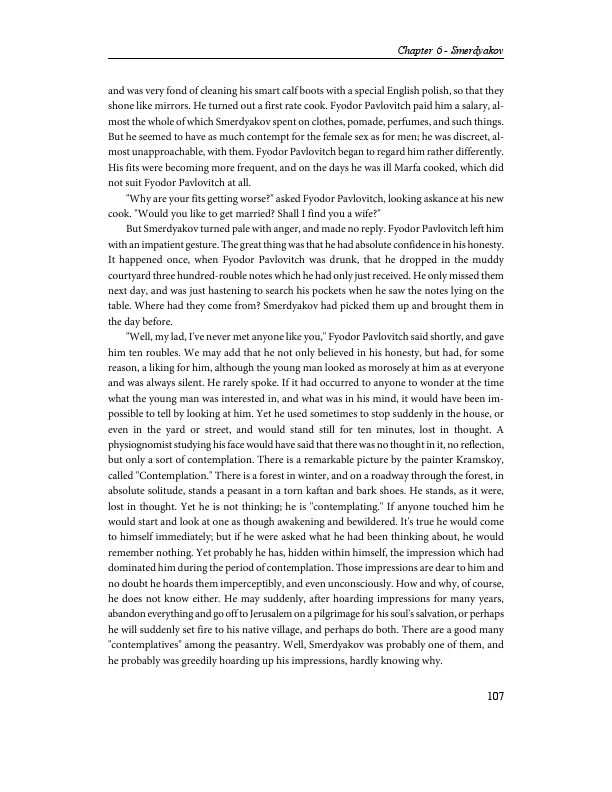 Chapter 6 - Smerdyakov
and was very fond of cleaning his smart calf boots with a special English polish, so that they
shone like mirrors. He turned out a first rate cook. Fyodor Pavlovitch paid him a salary, al-
most the whole of which Smerdyakov spent on clothes, pomade, perfumes, and such things.
But he seemed to have as much contempt for the female sex as for men; he was discreet, al-
most unapproachable, with them. Fyodor Pavlovitch began to regard him rather differently.
His fits were becoming more frequent, and on the days he was ill Marfa cooked, which did
not suit Fyodor Pavlovitch at all.
"Why are your fits getting worse?" asked Fyodor Pavlovitch, looking askance at his new
cook. "Would you like to get married? Shall I find you a wife?"
But Smerdyakov turned pale with anger, and made no reply. Fyodor Pavlovitch left him
with an impatient gesture. The great thing was that he had absolute confidence in his honesty.
It happened once, when Fyodor Pavlovitch was drunk, that he dropped in the muddy
courtyard three hundred-rouble notes which he had only just received. He only missed them
next day, and was just hastening to search his pockets when he saw the notes lying on the
table. Where had they come from? Smerdyakov had picked them up and brought them in
the day before.
"Well, my lad, I've never met anyone like you," Fyodor Pavlovitch said shortly, and gave
him ten roubles. We may add that he not only believed in his honesty, but had, for some
reason, a liking for him, although the young man looked as morosely at him as at everyone
and was always silent. He rarely spoke. If it had occurred to anyone to wonder at the time
what the young man was interested in, and what was in his mind, it would have been im-
possible to tell by looking at him. Yet he used sometimes to stop suddenly in the house, or
even in the yard or street, and would stand still for ten minutes, lost in thought. A
physiognomist studying his face would have said that there was no thought in it, no reflection,
but only a sort of contemplation. There is a remarkable picture by the painter Kramskoy,
called "Contemplation." There is a forest in winter, and on a roadway through the forest, in
absolute solitude, stands a peasant in a torn kaftan and bark shoes. He stands, as it were,
lost in thought. Yet he is not thinking; he is "contemplating." If anyone touched him he
would start and look at one as though awakening and bewildered. It's true he would come
to himself immediately; but if he were asked what he had been thinking about, he would
remember nothing. Yet probably he has, hidden within himself, the impression which had
dominated him during the period of contemplation. Those impressions are dear to him and
no doubt he hoards them imperceptibly, and even unconsciously. How and why, of course,
he does not know either. He may suddenly, after hoarding impressions for many years,
abandon everything and go off to Jerusalem on a pilgrimage for his soul's salvation, or perhaps
he will suddenly set fire to his native village, and perhaps do both. There are a good many
"contemplatives" among the peasantry. Well, Smerdyakov was probably one of them, and
he probably was greedily hoarding up his impressions, hardly knowing why.
107